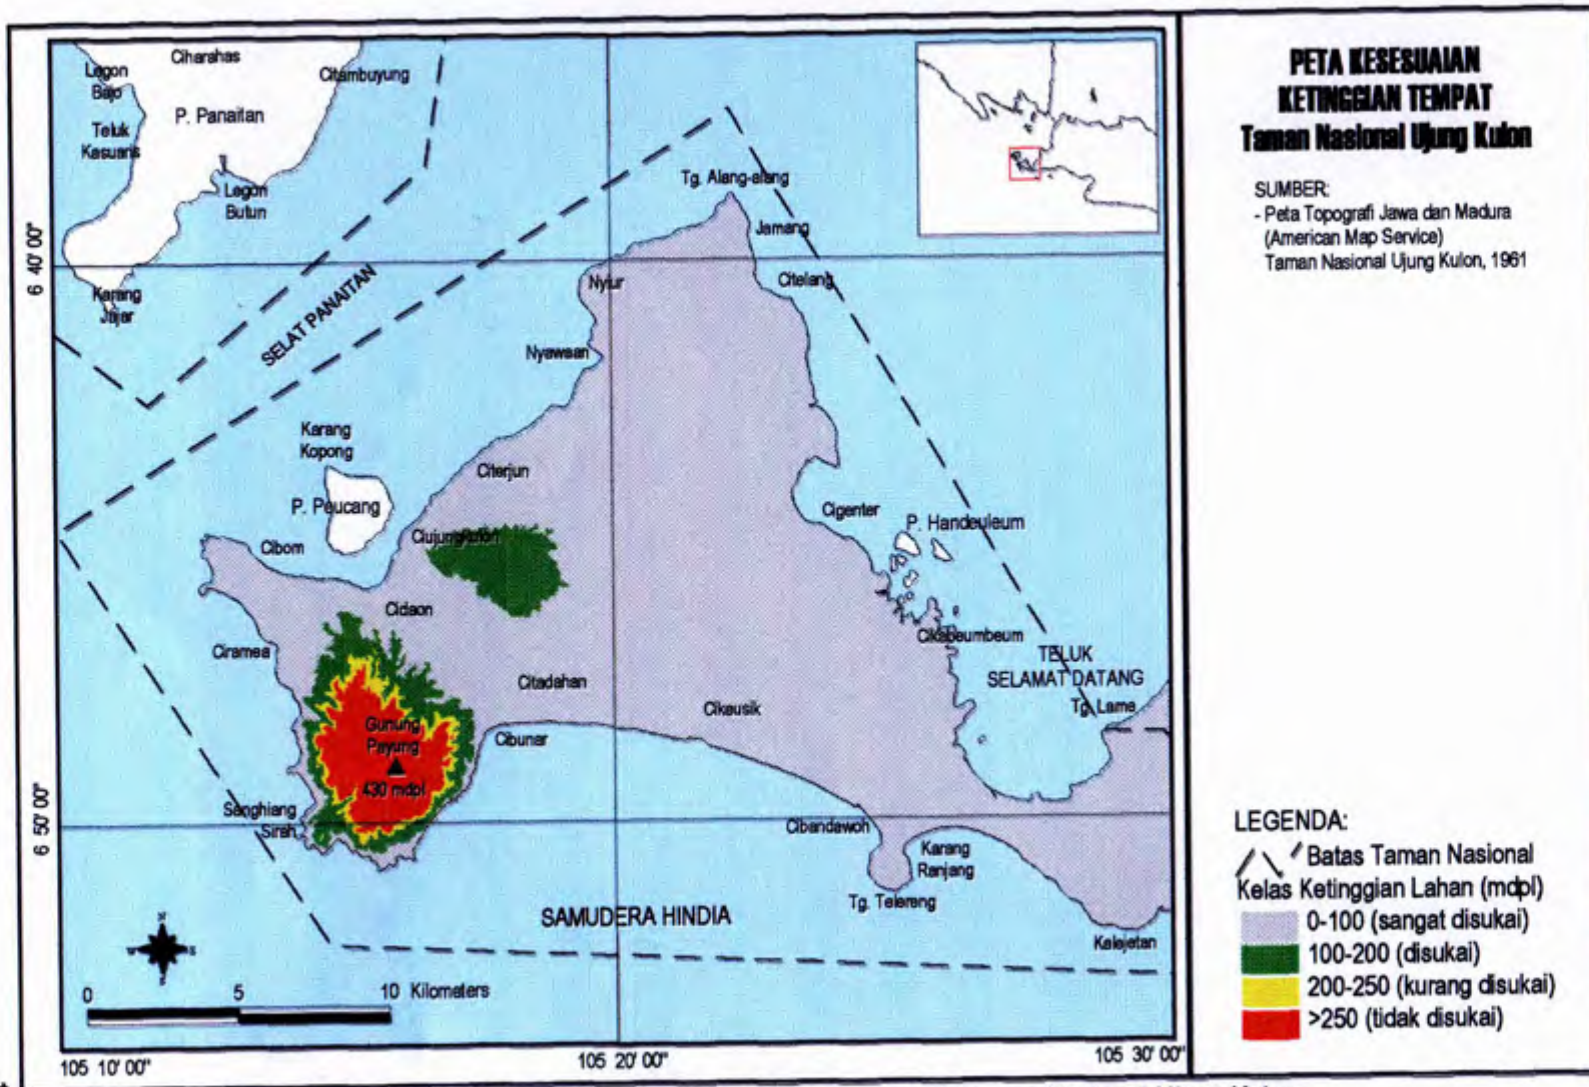 PETA KESESUAIAN
KETINGGIAN TEMPAT
Taman Nasional Ujung Kulon
SUMBER:
- Peta Topografi Jawa dan Madura
(American Map Service)
Taman Nasional Ujung Kulon, 1961
Ciharahas
Legon
Bajo
Citambuyung
P. Panaitan
Teluk
Kasuaris
Legon
Butun
Karang
Jajar
SELAT PANAITAN
Tg. Alang-alang
Jamang
Nyiur
Citelang
Nyawaan
Karang
Kopong
Citerjun
P. Peucang
Cigenter
P. Handeuleum
Cibom
Cidaon
Ciramea
Cikabeumbeum
TELUK
SELAMAT DATANG
Tg. Lame
Citadahan
Cikeusik
Gunung
Payung
430 mdpl
Cibunar
Sanghiang
Sirah
Cibandawoh
Karang
Ranjang
Tg. Telereng
Kalejetan
SAMUDERA HINDIA
0 5 10 Kilometers
6 40' 00"
6 50' 00"
105 10' 00"
105 20' 00"
105 30' 00"
LEGENDA:
Batas Taman Nasional
Kelas Ketinggian Lahan (mdpl)
0-100 (sangat disukai)
100-200 (disukai)
200-250 (kurang disukai)
>250 (tidak disukai)